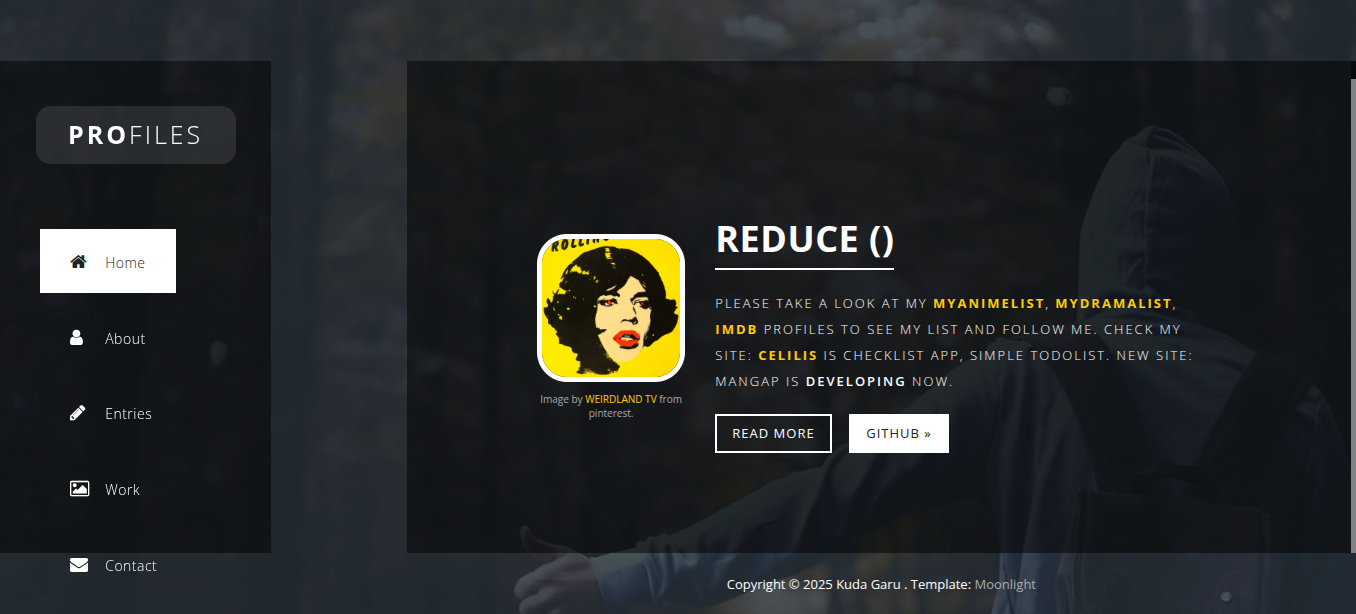 PROFILES
Home
About
Entries
Work
Contact
ROLLING
Image by WEIRDLAND TV from
pinterest.
REDUCE ()
PLEASE TAKE A LOOK AT MY MYANIMELIST, MYDRAMALIST,
IMDB PROFILES TO SEE MY LIST AND FOLLOW ME. CHECK MY
SITE: CELILIS IS CHECKLIST APP, SIMPLE TODOLIST. NEW SITE:
MANGAP IS DEVELOPING NOW.
READ MORE
GITHUB »
Copyright © 2025 Kuda Garu . Template: Moonlight